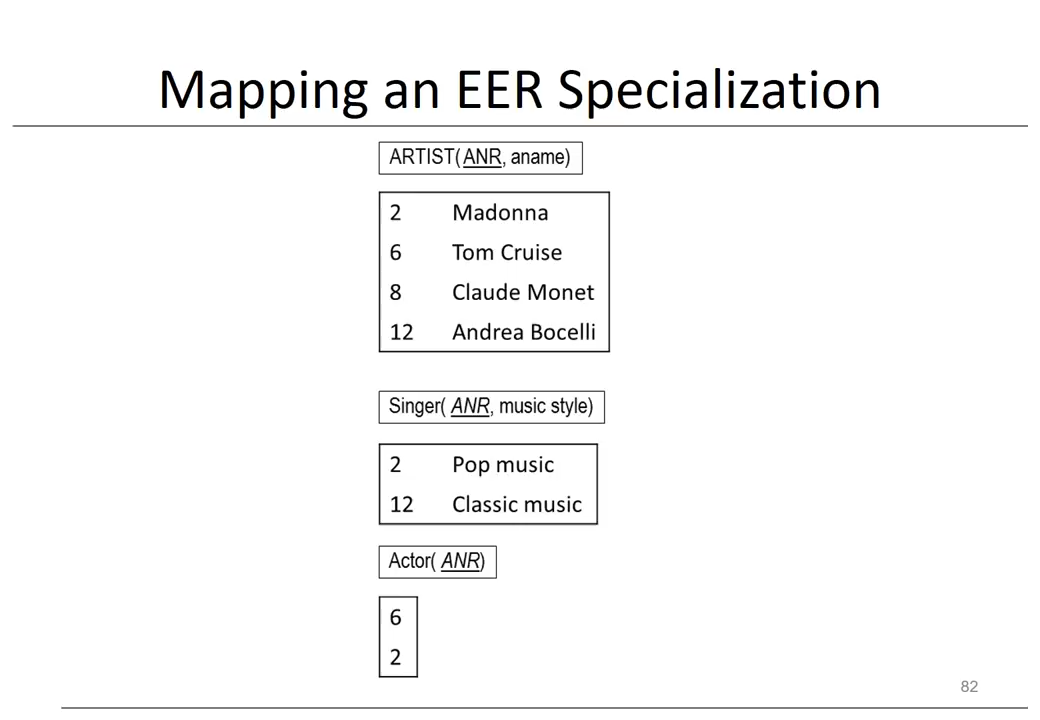 Mapping an EER Specialization
ARTIST( ANR, aname)
2 Madonna
6 Tom Cruise
8 Claude Monet
12 Andrea Bocelli
Singer( ANR, music style)
2 Pop music
12 Classic music
Actor( ANR)
6
2
82